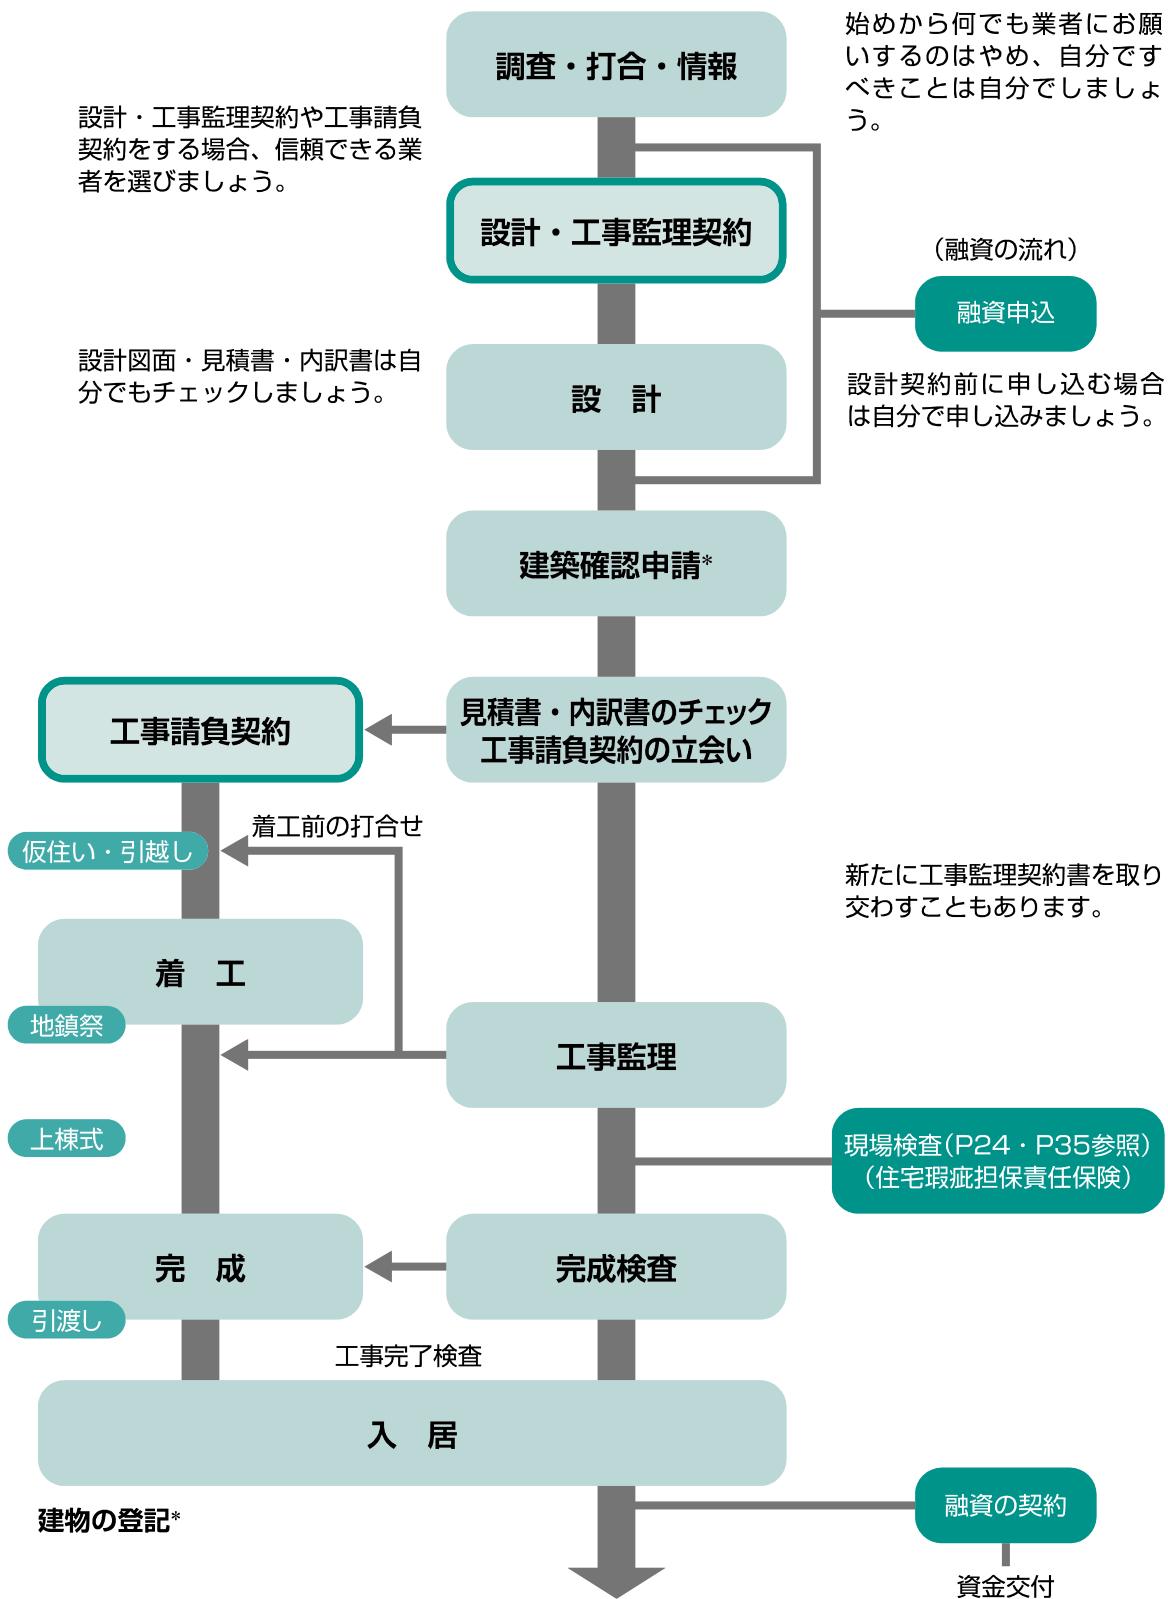 調査・打合・情報
始めから何でも業者にお願
いするのはやめ、自分です
べきことは自分でしましょ
う。
設計・工事監理契約や工事請負
契約をする場合、信頼できる業
者を選びましょう。
設計・工事監理契約
（融資の流れ）
融資申込
設計図面・見積書・内訳書は自
分でもチェックしましょう。
設　計
設計契約前に申し込む場合
は自分で申し込みましょう。
建築確認申請*
工事請負契約
見積書・内訳書のチェック
工事請負契約の立会い
着工前の打合せ
仮住い・引越し
新たに工事監理契約書を取り
交わすこともあります。
着　工
地鎮祭
工事監理
上棟式
現場検査（P24・P35参照）
（住宅瑕疵担保責任保険）
完　成
完成検査
引渡し
工事完了検査
入　居
建物の登記*
融資の契約
資金交付